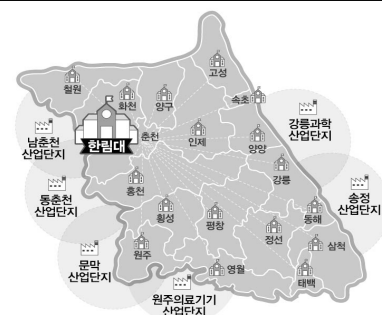 고성
철원
화천
양구
속초
강릉과학
산업단지
춘천
인제
양양
한림대
남춘천
산업단지
강릉
홍천
송정
산업단지
동춘천
산업단지
횡성
평창
정선
동해
삼척
원주
문막
산업단지
영월
태백
원주의료기기
산업단지